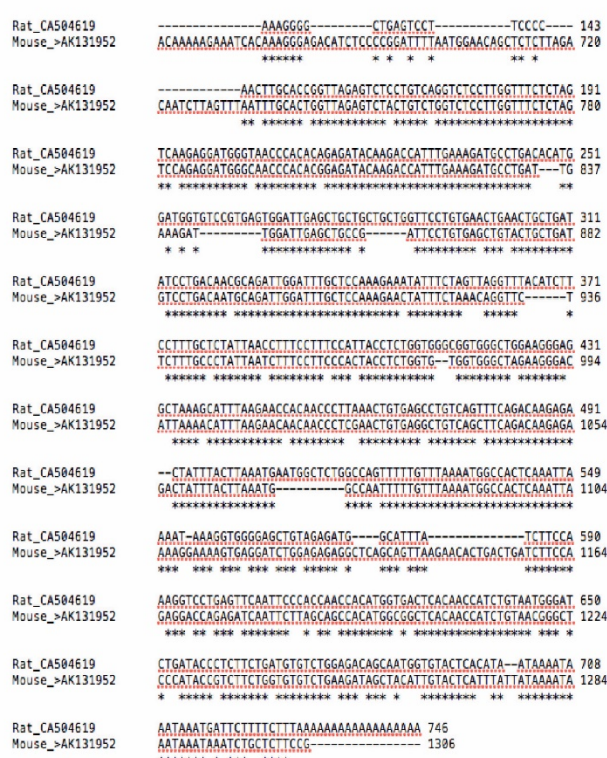 Rat_CA504619 ----------------AAAGGGG---------CTGAGTCCT----------TCCCC---- 143
Mouse_>AK131952 ACAAAAAGAAATCACAAAGGGAGACATCTCCCCGGATTTTAATGGAACAGCTCTCTTAGA 720
****** * * * * ** *
Rat_CA504619 -------------AACTTGCACCGGTTAGAGTCTCCTGTCAGGTCTCCTTGGTTTCTCTAG 191
Mouse_>AK131952 CAATCTTAGTTTAATTTGCACTGGTTAGAGTCTACTGTCTGGTCTCCTTGGTTTCTCTAG 780
** ****** *********** ***** ********************
Rat_CA504619 TCAAGAGGATGGGTAACCCACACAGAGATACAAGACCATTTGAAAGATGCCTGACACATG 251
Mouse_>AK131952 TCCAGAGGATGGGCAACCCACACGGAGATACAAGACCATTTGAAAGATGCCTGAT---TG 837
** ********** ********* ***************************** **
Rat_CA504619 GATGGTGTCCGTGAGTGGATTGAGCTGCTGCTGCTGGTTCCTGTGAACTGAACTGCTGAT 311
Mouse_>AK131952 AAAGAT---------TGGATTGAGCTGCCG------ATTCCTGTGAGCTGTACTGCTGAT 882
* * * ************* * ********* *** *********
Rat_CA504619 ATCCTGACAACGCAGATTGGATTTGCTCCAAAGAAATATTTCTAGTTAGGTTTACATCTT 371
Mouse_>AK131952 GTCCTGACAATGCAGATTGGATTTGCTCCAAAGAACTATTTCTAAACAGGTTC------T 936
********* ************************ ******** ***** *
Rat_CA504619 CCTTTGCTCTATTAACCTTTCCTTTCCATTACCTCTGGTGGGCGGTGGGCTGGAAGGGAG 431
Mouse_>AK131952 TCTTTGCCCTATTAATCTTTCCTTCCCACTACCTCTGGTG--TGGTGGGCCTAGAAGGGAC 994
****** ******* ******** *** *********** ******* ********
Rat_CA504619 GCTAAAGCATTTAAGAACCACAACCCTTAAACTGTGAGCCTGTCAGTTTCAGACAAGAGA 491
Mouse_>AK131952 ATTAAAACATTTAAGAACAACAACCCTCGAACTGTGAGGCTGTCAGCTTCAGACAAGAGA 1054
**** *********** ******** ********* ******* *************
Rat_CA504619 --CTATTTACTTAAATGAATGGCTCTGGCCAGTTTTTGTTTAAAATGGCCACTCAAATTA 549
Mouse_>AK131952 GACTATTTACTTAAATG----------GCCAATTTTTGTTTAAAATGGCCACTCAAATTA 1104
*************** **** ****************************
Rat_CA504619 AAAT-AAAGGTGGGGAGCTGTAGAGATG----GCATTTA------------TCTTCCA 590
Mouse_>AK131952 AAAGGAAAAGTGAGGATCTGGAGAGAGGCTCAGCAGTTAAGAACACTGACTGATCTTCCA 1164
*** *** *** *** *** ***** * *** *** *******
Rat_CA504619 AAGGTCCTGAGTTCAATTCCCACCAACCACATGGTGACTCACAACCATCTGTAATGGGAT 650
Mouse_>AK131952 GAGGACCAGAGATCAATTCTTAGCAGCCACATGGCGGCTCACAACCATCTGTAACGGGCT 1224
*** ** *** ******* * ** ******** * ***************** *** *
Rat_CA504619 CTGATACCCTCTTCTGATGTGTCTGGAGACAGCAATGGTGTACTCACATA--ATAAAATA 708
Mouse_>AK131952 CCCATACCGTCTTCTGGTGTGTCTGAAGATAGCTACATTGTACTCATTTATTATAAAATA 1284
* ***** ******* ******** *** *** * ******** ** ********
Rat_CA504619 AATAAATGATTCTTTTCTTTAAAAAAAAAAAAAAAAAAA 746
Mouse_>AK131952 AATAAATAAATCTGCTCTTCCG---------------- 1306